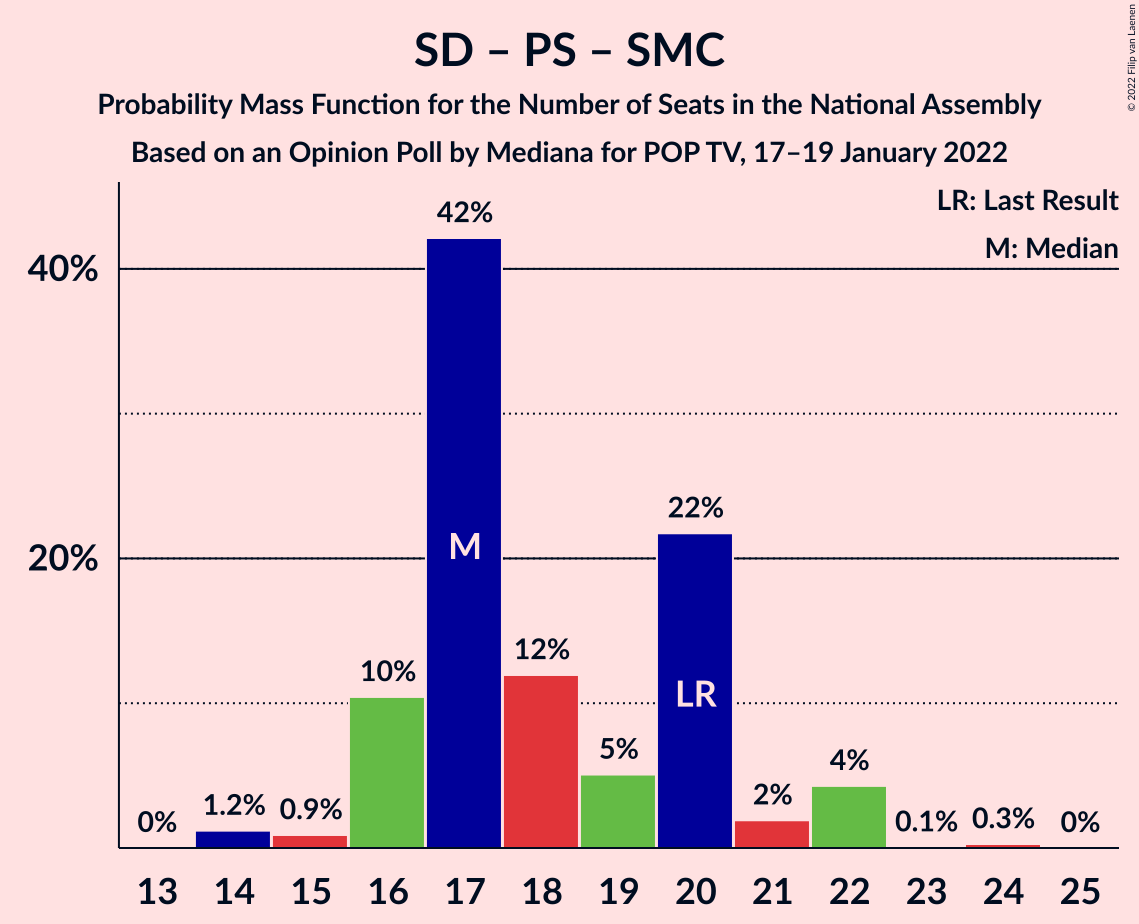 SD – PS – SMC
Probability Mass Function for the Number of Seats in the National Assembly
Based on an Opinion Poll by Mediana for POP TV, 17–19 January 2022
© 2022 Filip van Laenen
LR: Last Result
M: Median
40%
20%
0%
1.2%
0.9%
10%
42%
M
12%
5%
22%
LR
2%
4%
0.1%
0.3%
0%
13 14 15 16 17 18 19 20 21 22 23 24 25